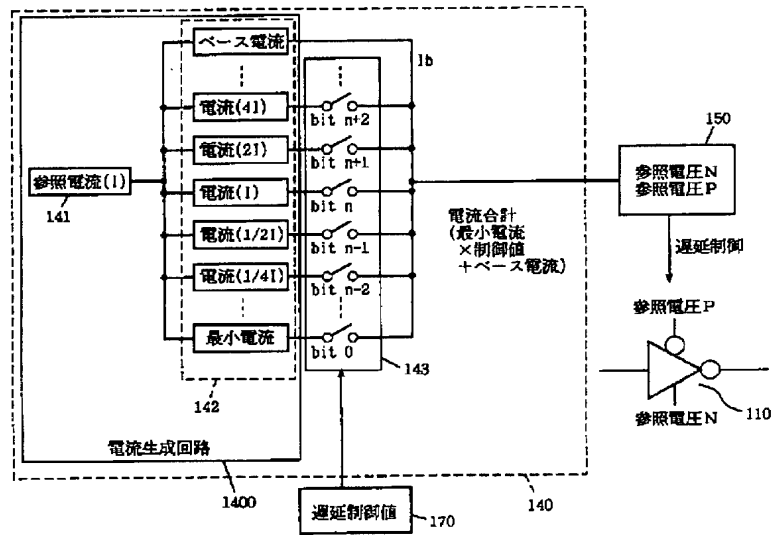 ベース電流
Ib
電流(4I)
bit n+2
150
電流(2I)
bit n+1
参照電圧N
参照電圧P
参照電流(I)
141
電流(I)
bit n
電流合計
(最小電流
×制御値
+ベース電流)
遅延制御
電流(1/2I)
bit n-1
電流(1/4I)
bit n-2
参照電圧P
最小電流
bit 0
143
142
110
参照電圧N
電流生成回路
1400
140
遅延制御値
170